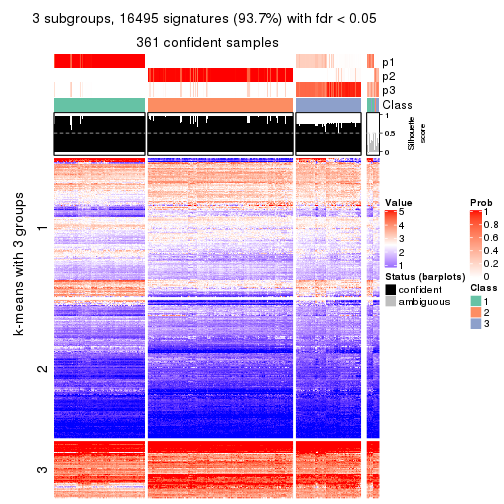 3 subgroups, 16495 signatures (93.7%) with fdr < 0.05
361 confident samples
p1
p2
p3
Class
1
0.5
0
Silhouette
score
k-means with 3 groups
1
2
3
Value
5
4
3
2
1
Status (barplots)
confident
ambiguous
Prob
1
0.8
0.6
0.4
0.2
0
Class
1
2
3